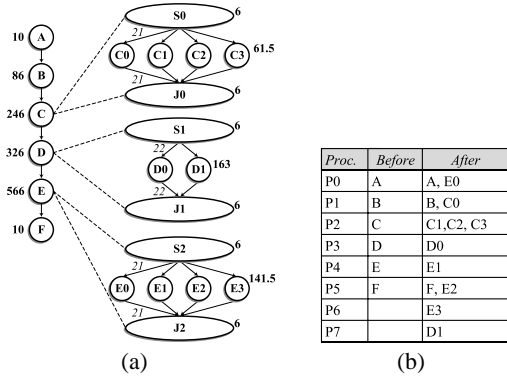 10 A
86 B
246 C
326 D
566 E
10 F
S0 6
21
C0 C1 C2 C3 61.5
21
J0 6
S1 6
22
D0 D1 163
22
J1 6
S2 6
21
E0 E1 E2 E3 141.5
21
J2 6
(a)
Proc. Before After
P0 A A, E0
P1 B B, C0
P2 C C1,C2, C3
P3 D D0
P4 E E1
P5 F F, E2
P6 E3
P7 D1
(b)